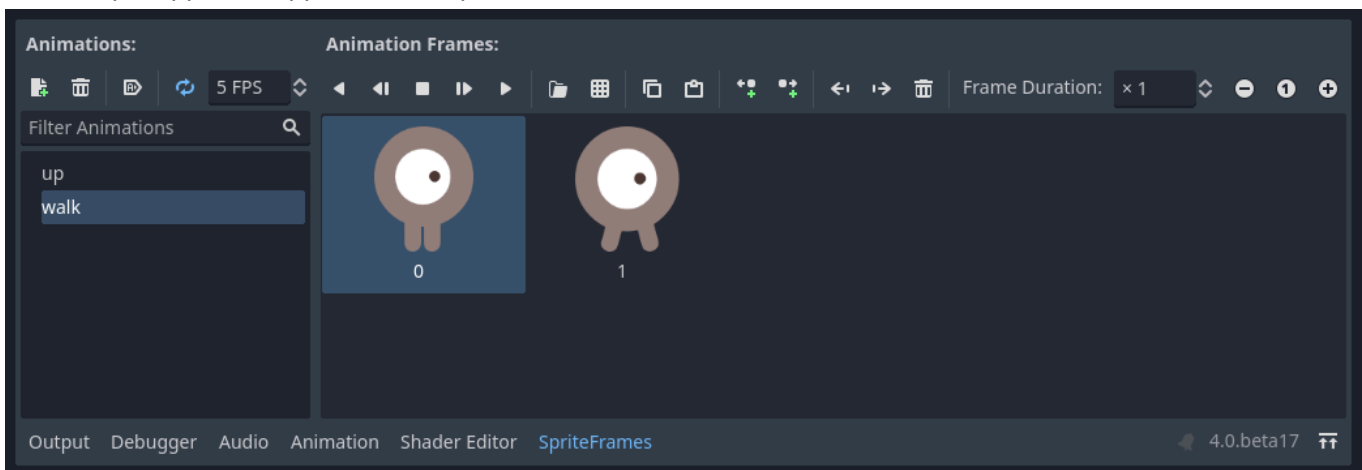 Animations:
Animation Frames:
5 FPS
Frame Duration:
× 1
1
Filter Animations
up
walk
0
1
Output
Debugger
Audio
Animation
Shader Editor
SpriteFrames
4.0.beta17